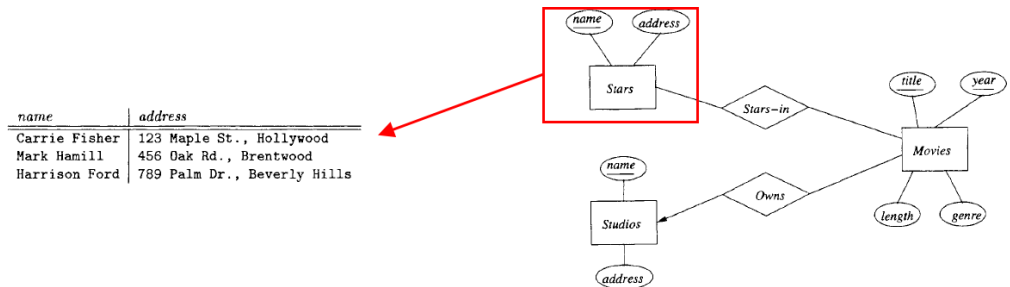 name address
Carrie Fisher 123 Maple St., Hollywood
Mark Hamill 456 Oak Rd., Brentwood
Harrison Ford 789 Palm Dr., Beverly Hills
name address
Stars
Stars-in
title year
Movies
length genre
name
Owns
Studios
address